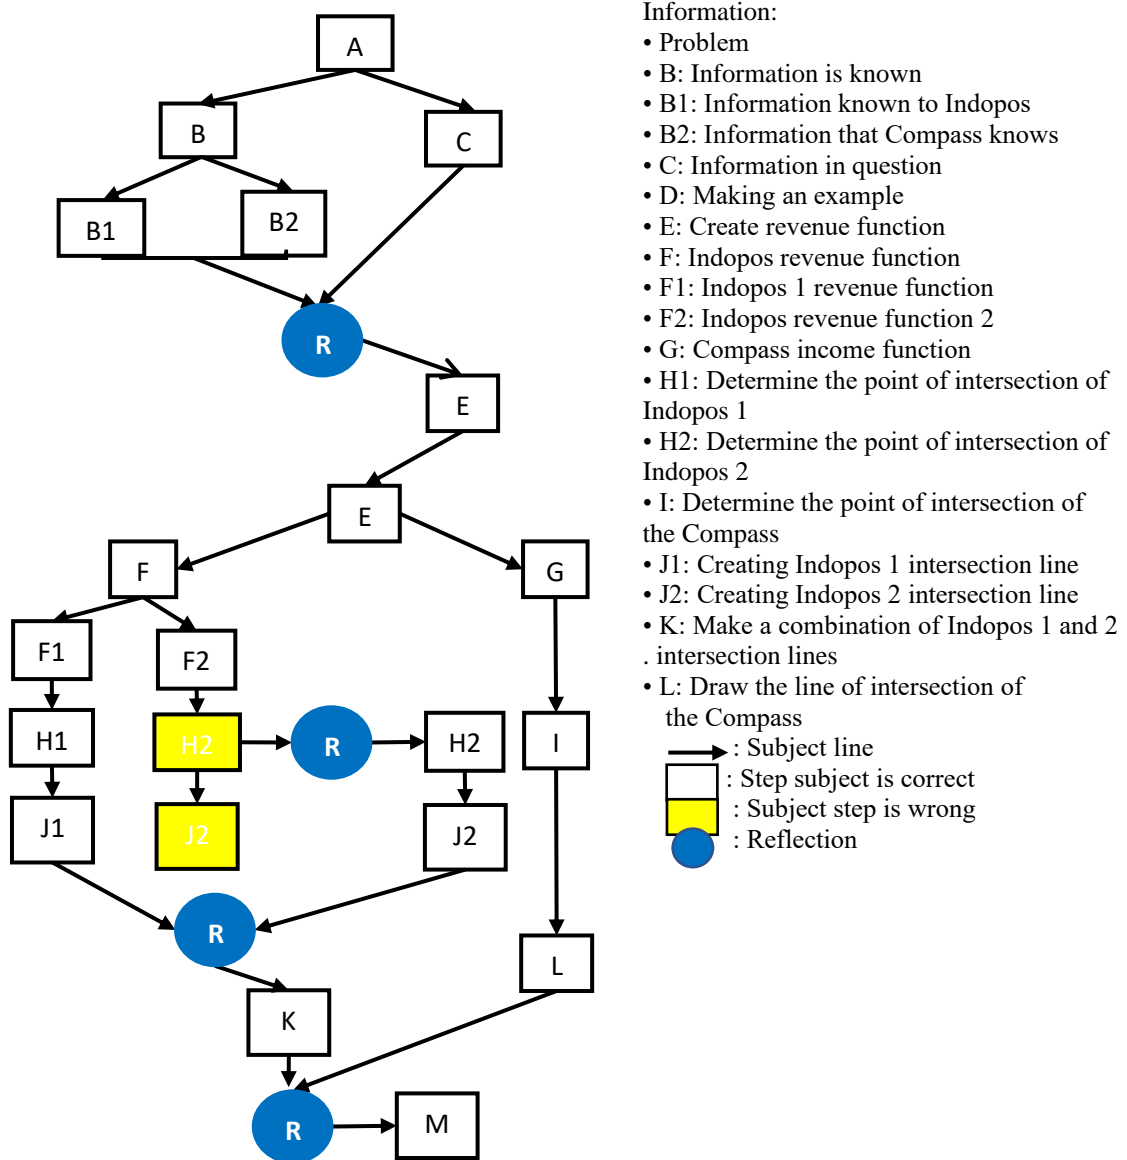 A
B
C
B1
B2
R
E
E
F
G
F1
F2
H1
H2
R
H2
I
J1
J2
J2
R
L
K
R
M
Information:
• Problem
• B: Information is known
• B1: Information known to Indopos
• B2: Information that Compass knows
• C: Information in question
• D: Making an example
• E: Create revenue function
• F: Indopos revenue function
• F1: Indopos 1 revenue function
• F2: Indopos revenue function 2
• G: Compass income function
• H1: Determine the point of intersection of
Indopos 1
• H2: Determine the point of intersection of
Indopos 2
• I: Determine the point of intersection of
the Compass
• J1: Creating Indopos 1 intersection line
• J2: Creating Indopos 2 intersection line
• K: Make a combination of Indopos 1 and 2
. intersection lines
• L: Draw the line of intersection of
the Compass
: Subject line
: Step subject is correct
: Subject step is wrong
: Reflection